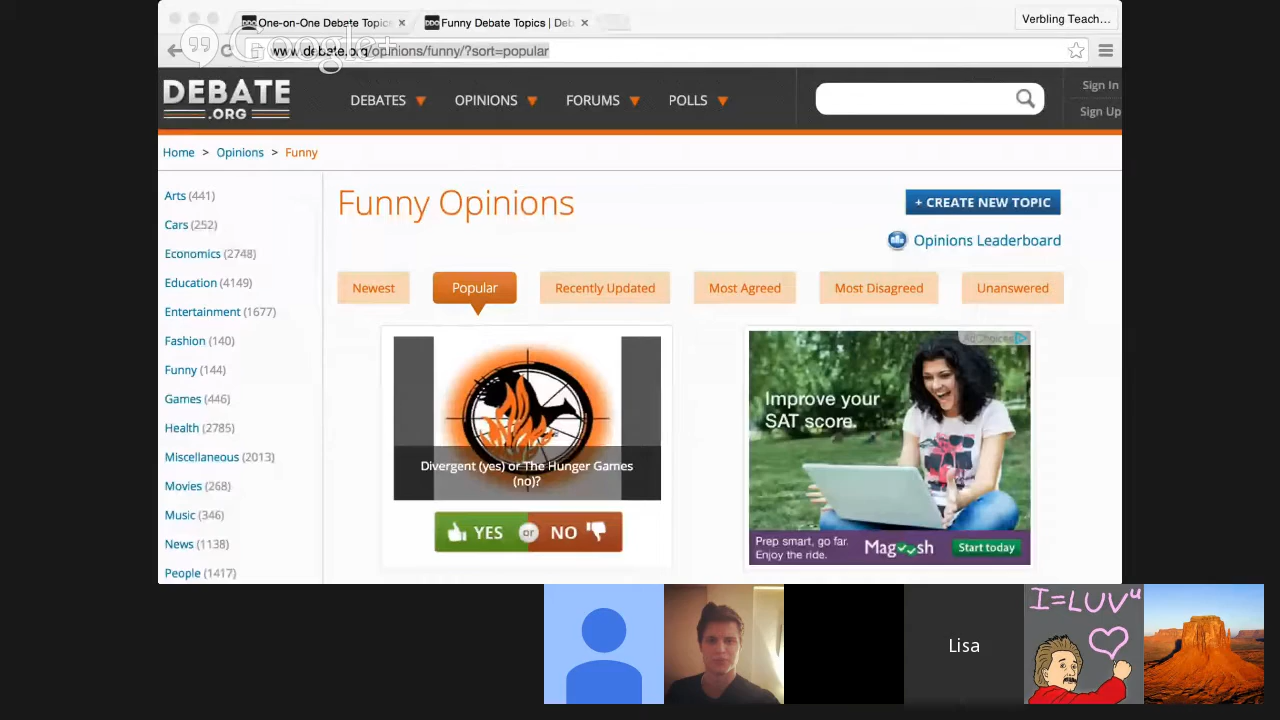 One-on-One Debate Topics
Funny Debate Topics | Deb
Verbling Teach...
Google+
www.debate.org/opinions/funny/?sort=popular
DEBATE
.ORG
DEBATES
OPINIONS
FORUMS
POLLS
Sign In
Sign Up
Home > Opinions > Funny
Arts (441)
Cars (252)
Economics (2748)
Education (4149)
Entertainment (1677)
Fashion (140)
Funny (144)
Games (446)
Health (2785)
Miscellaneous (2013)
Movies (268)
Music (346)
News (1138)
People (1417)
Funny Opinions
+ CREATE NEW TOPIC
Opinions Leaderboard
Newest
Popular
Recently Updated
Most Agreed
Most Disagreed
Unanswered
Divergent (yes) or The Hunger Games
(no)?
YES or NO
AdChoices
Improve your
SAT score.
Prep smart, go far.
Enjoy the ride.
Magoosh
Start today
Lisa
I=LUV u